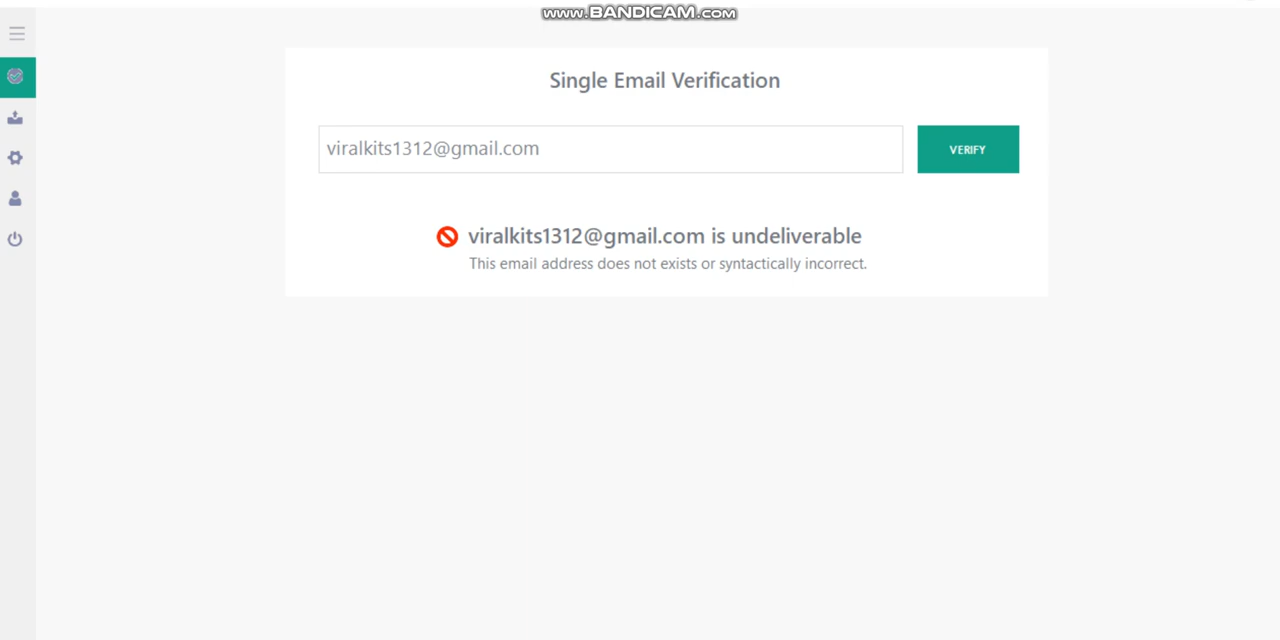 www.BANDICAM.com
Single Email Verification
viralkits1312@gmail.com
VERIFY
viralkits1312@gmail.com is undeliverable
This email address does not exists or syntactically incorrect.